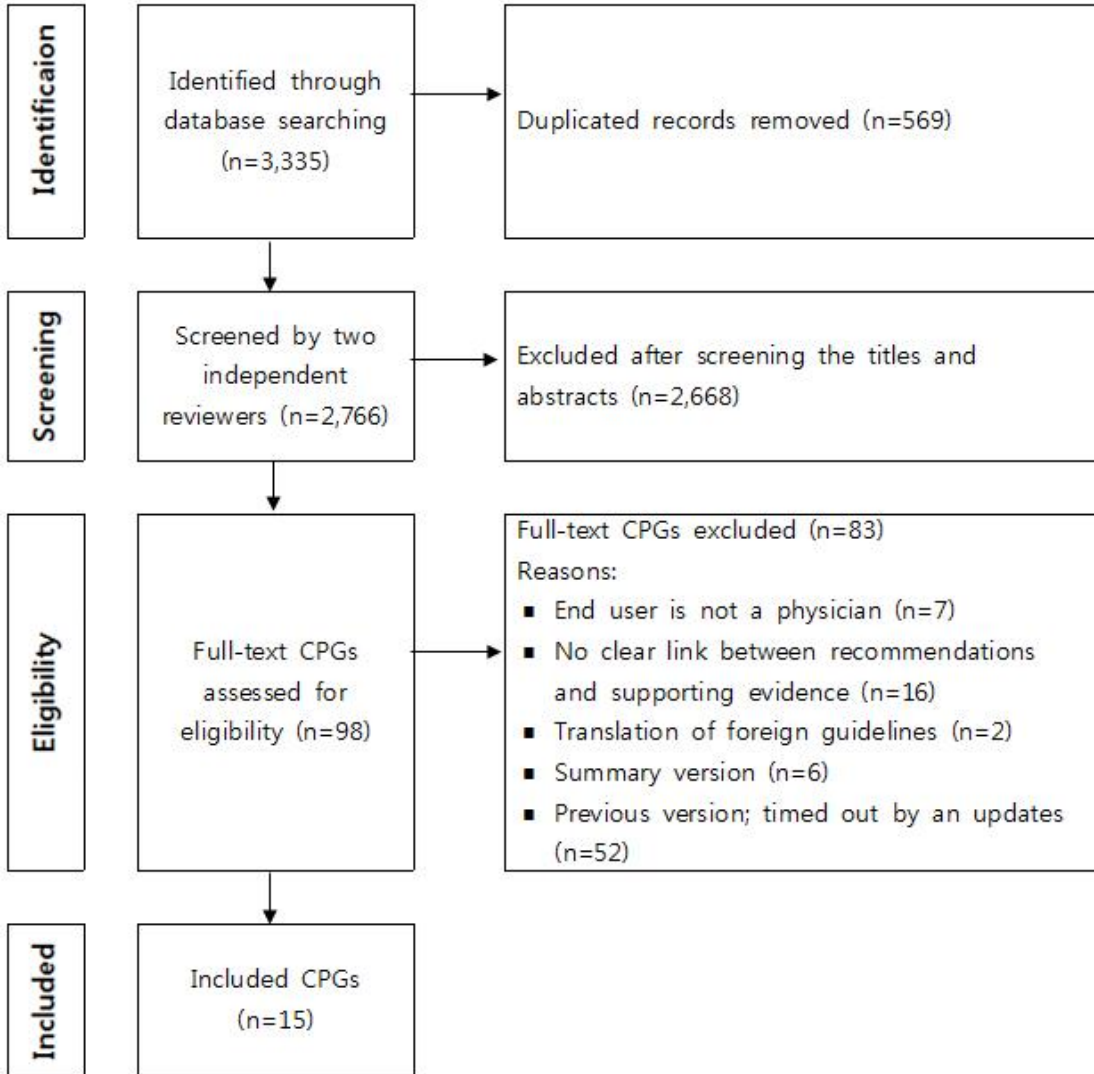 Identificaion
Identified through
database searching
(n=3,335)
Duplicated records removed (n=569)
Screening
Screened by two
independent
reviewers (n=2,766)
Excluded after screening the titles and
abstracts (n=2,668)
Eligibility
Full-text CPGs
assessed for
eligibility (n=98)
Full-text CPGs excluded (n=83)
Reasons:
▪ End user is not a physician (n=7)
▪ No clear link between recommendations
and supporting evidence (n=16)
▪ Translation of foreign guidelines (n=2)
▪ Summary version (n=6)
▪ Previous version; timed out by an updates
(n=52)
Included
Included CPGs
(n=15)